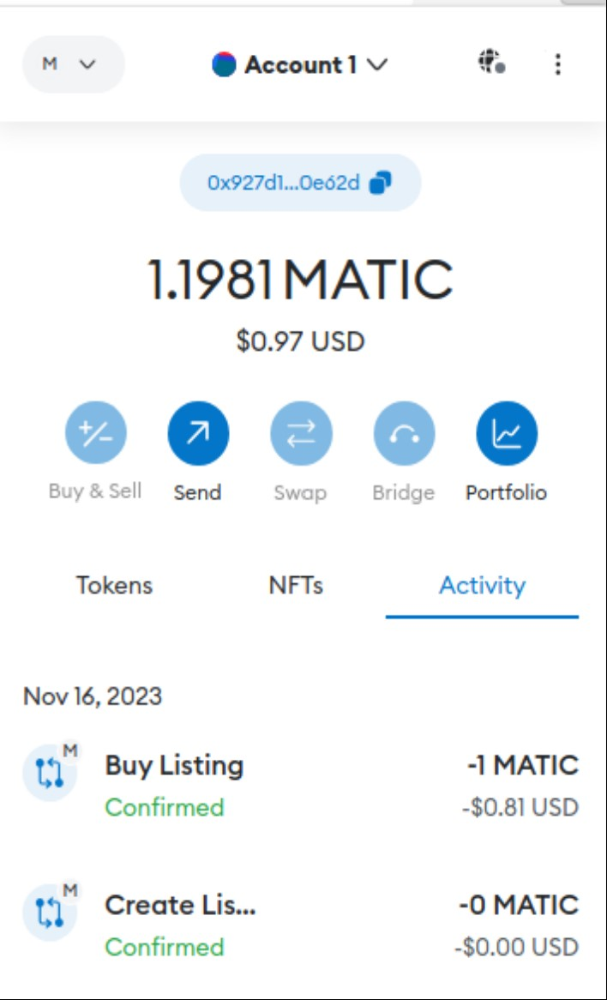 M Account 1
0x927d1...0e62d
1.1981 MATIC
$0.97 USD
Buy & Sell Send Swap Bridge Portfolio
Tokens NFTs Activity
Nov 16, 2023
M
Buy Listing -1 MATIC
Confirmed -$0.81 USD
M
Create Lis... -0 MATIC
Confirmed -$0.00 USD